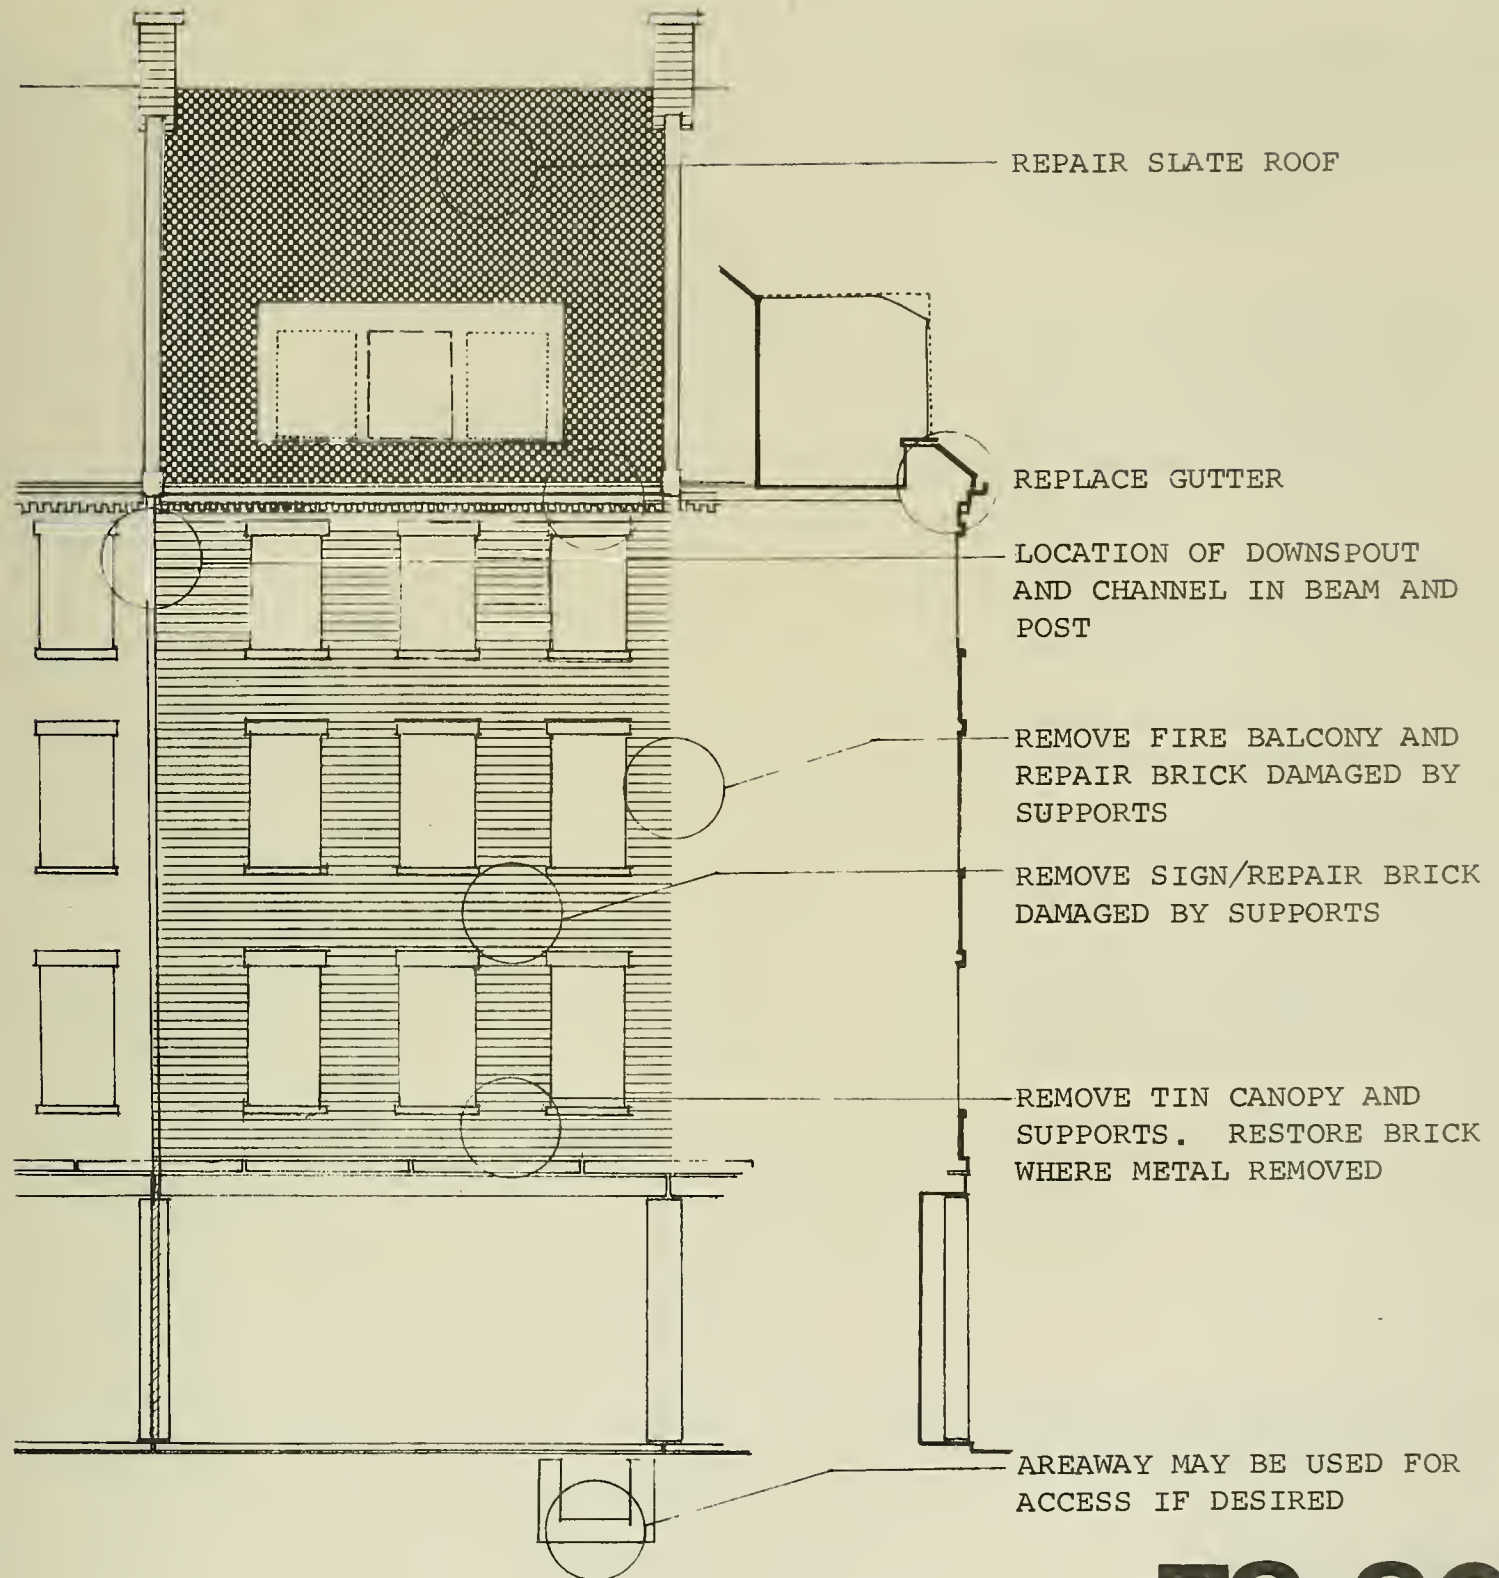 REPAIR SLATE ROOF
REPLACE GUTTER
LOCATION OF DOWNSPOUT
AND CHANNEL IN BEAM AND
POST
REMOVE FIRE BALCONY AND
REPAIR BRICK DAMAGED BY
SUPPORTS
REMOVE SIGN/REPAIR BRICK
DAMAGED BY SUPPORTS
REMOVE TIN CANOPY AND
SUPPORTS. RESTORE BRICK
WHERE METAL REMOVED
AREAWAY MAY BE USED FOR
ACCESS IF DESIRED